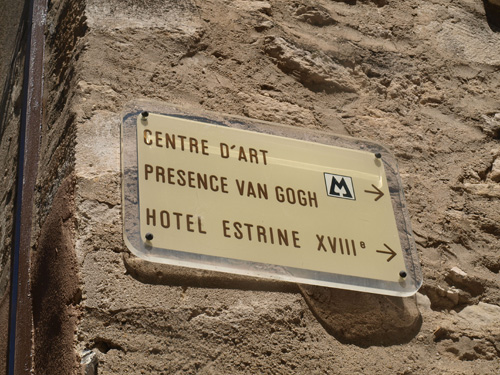 CENTRE D'ART
PRESENCE VAN GOGH M →
HOTEL ESTRINE XVIIIe →